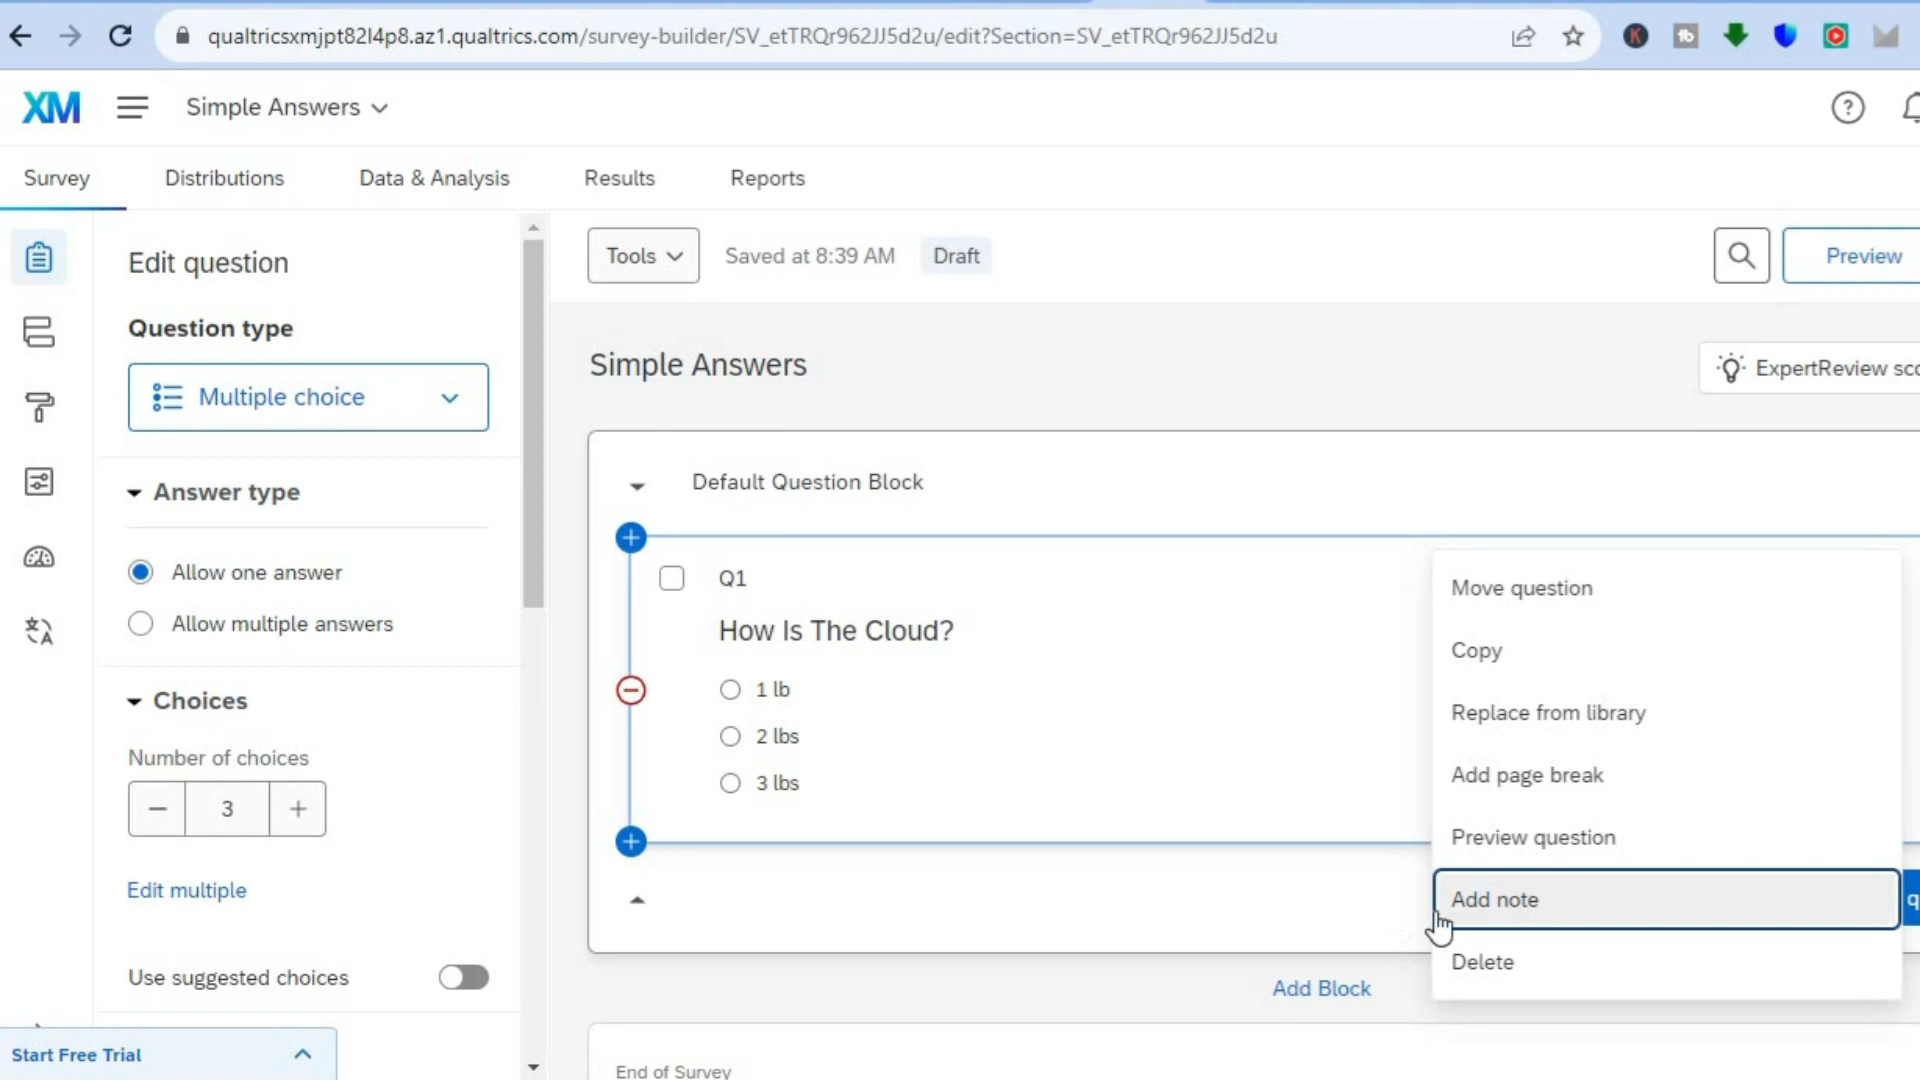 qualtricsxmjpt82l4p8.az1.qualtrics.com/survey-builder/SV_etTRQr962JJ5d2u/edit?Section=SV_etTRQr962JJ5d2u
XM
Simple Answers
Survey
Distributions
Data & Analysis
Results
Reports
Edit question
Question type
Multiple choice
Answer type
Allow one answer
Allow multiple answers
Choices
Number of choices
3
Edit multiple
Use suggested choices
Start Free Trial
Tools
Saved at 8:39 AM
Draft
Preview
Simple Answers
ExpertReview sco
Default Question Block
Q1
How Is The Cloud?
1 lb
2 lbs
3 lbs
Move question
Copy
Replace from library
Add page break
Preview question
Add note
Delete
q
Add Block
End of Survey